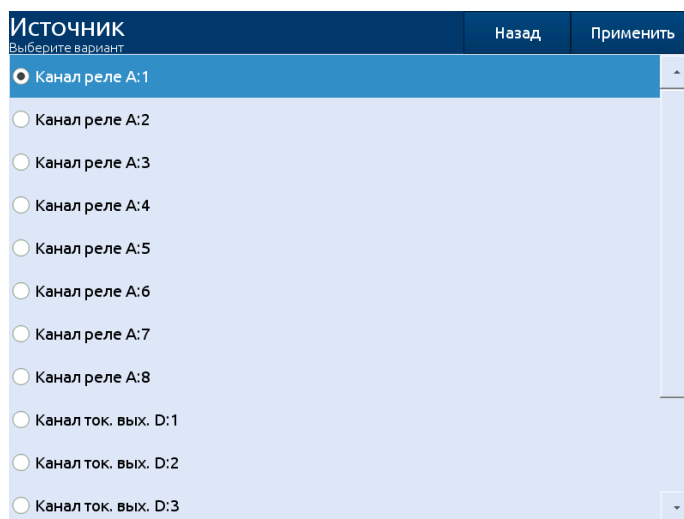 Источник
Выберите вариант
Назад
Применить
Канал реле A:1
Канал реле A:2
Канал реле A:3
Канал реле A:4
Канал реле A:5
Канал реле A:6
Канал реле A:7
Канал реле A:8
Канал ток. вых. D:1
Канал ток. вых. D:2
Канал ток. вых. D:3